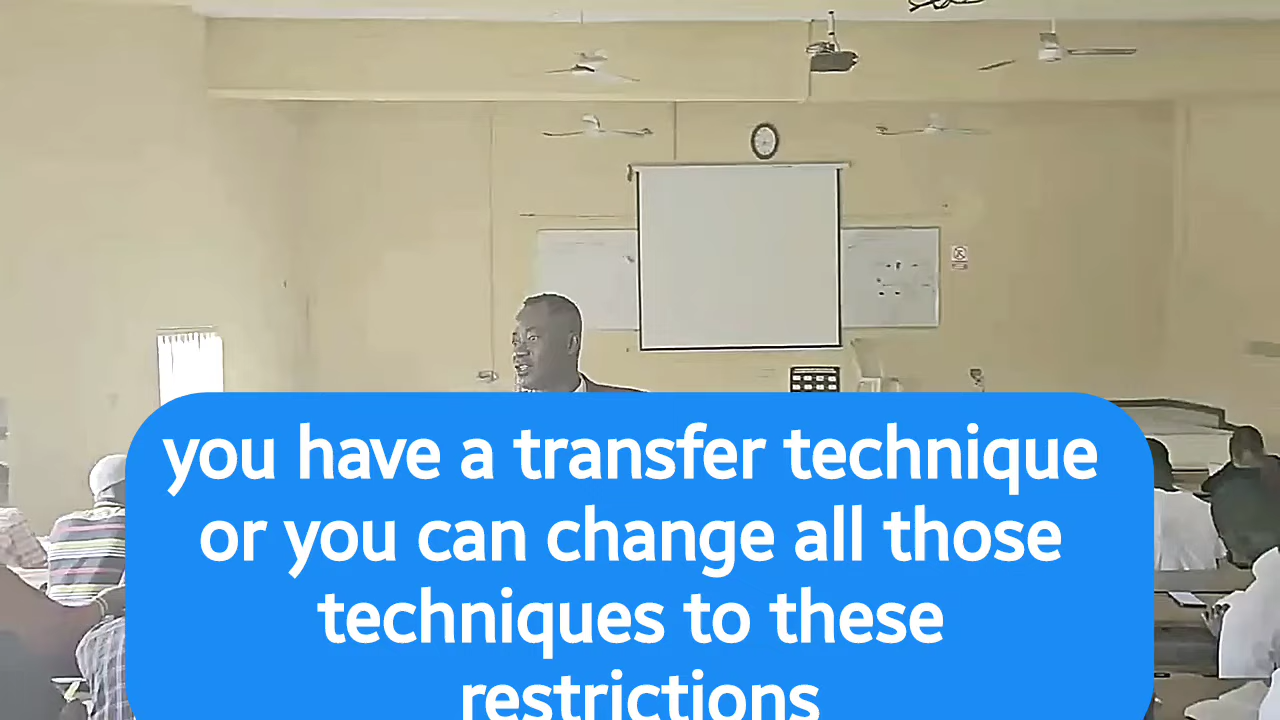 you have a transfer technique
or you can change all those
techniques to these
restrictions